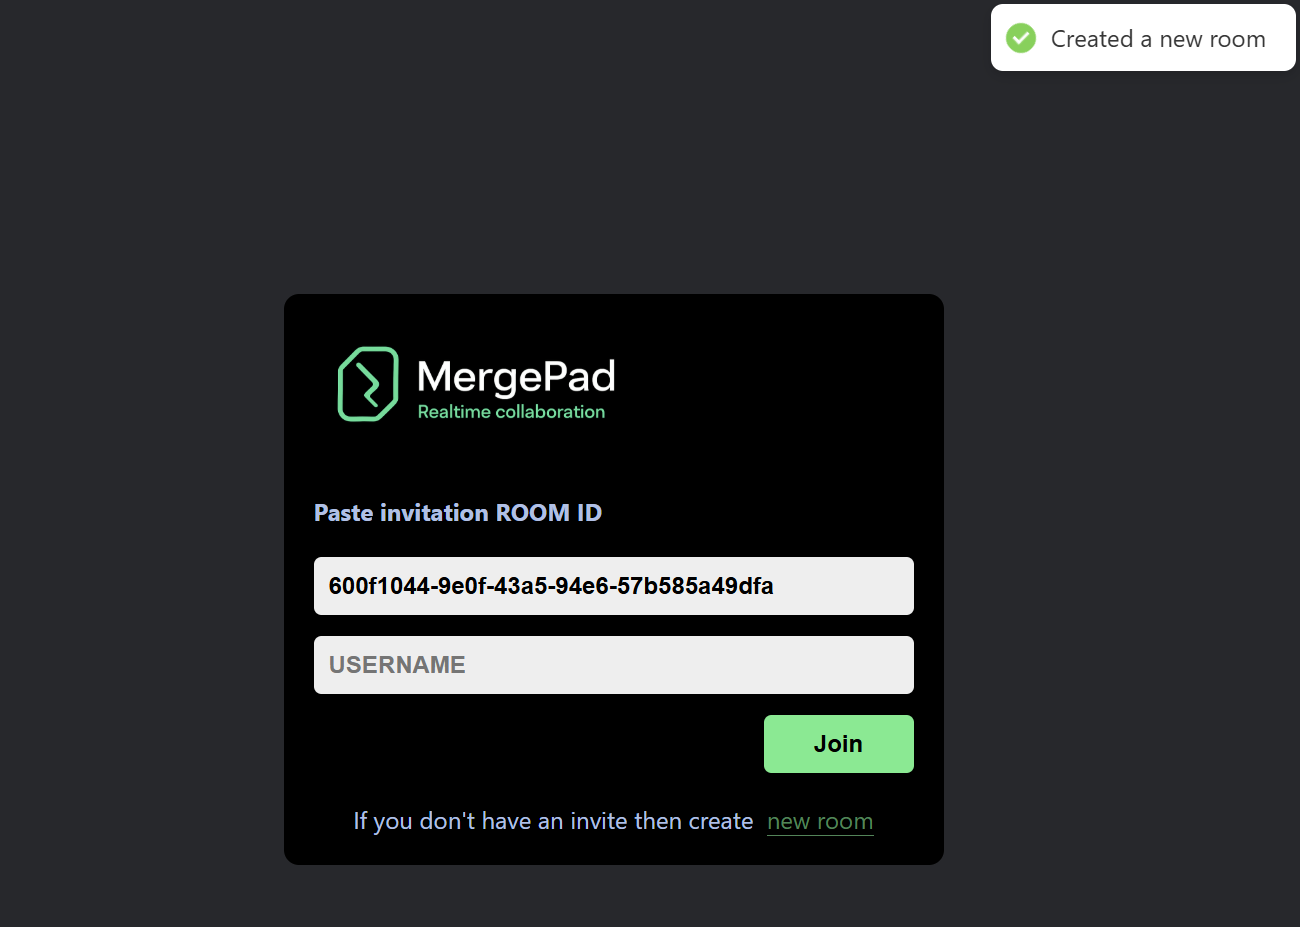 Created a new room
MergePad
Realtime collaboration
Paste invitation ROOM ID
600f1044-9e0f-43a5-94e6-57b585a49dfa
USERNAME
Join
If you don't have an invite then create new room